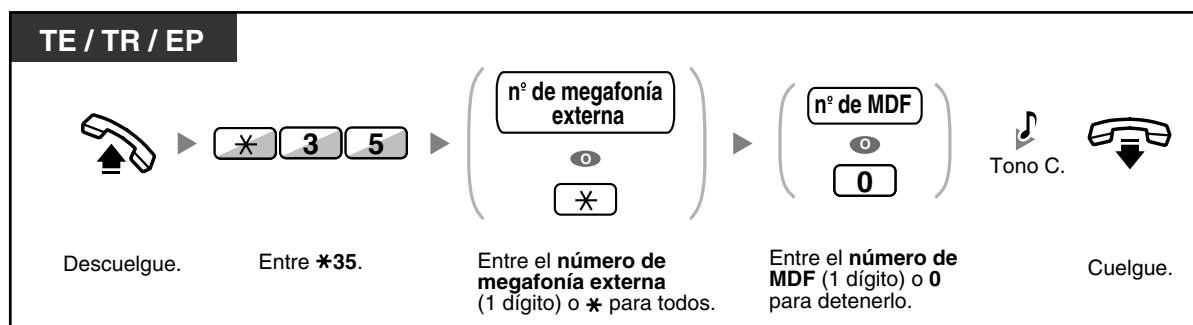 TE / TR / EP
nº de megafonía
externa
o
✳
✳ 3 5
nº de MDF
o
0
Tono C.
Descuelgue.
Entre ✳35.
Entre el número de
megafonía externa
(1 dígito) o ✳ para todos.
Entre el número de
MDF (1 dígito) o 0
para detenerlo.
Cuelgue.